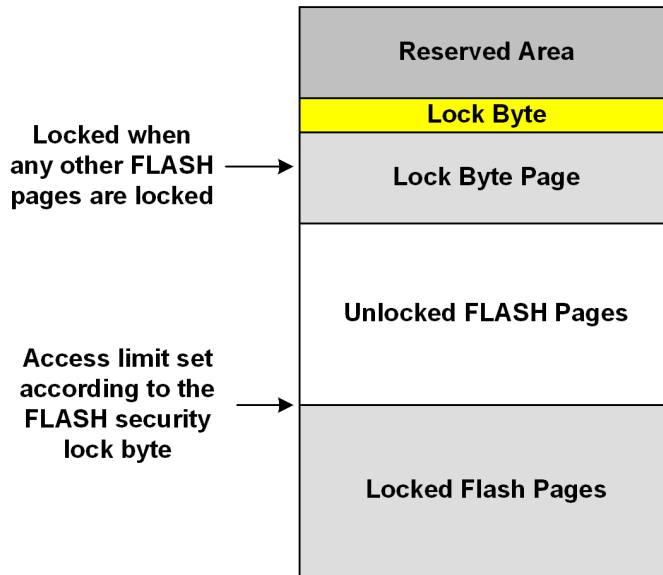 Reserved Area
Lock Byte
Locked when
any other FLASH
pages are locked
Lock Byte Page
Unlocked FLASH Pages
Access limit set
according to the
FLASH security
lock byte
Locked Flash Pages